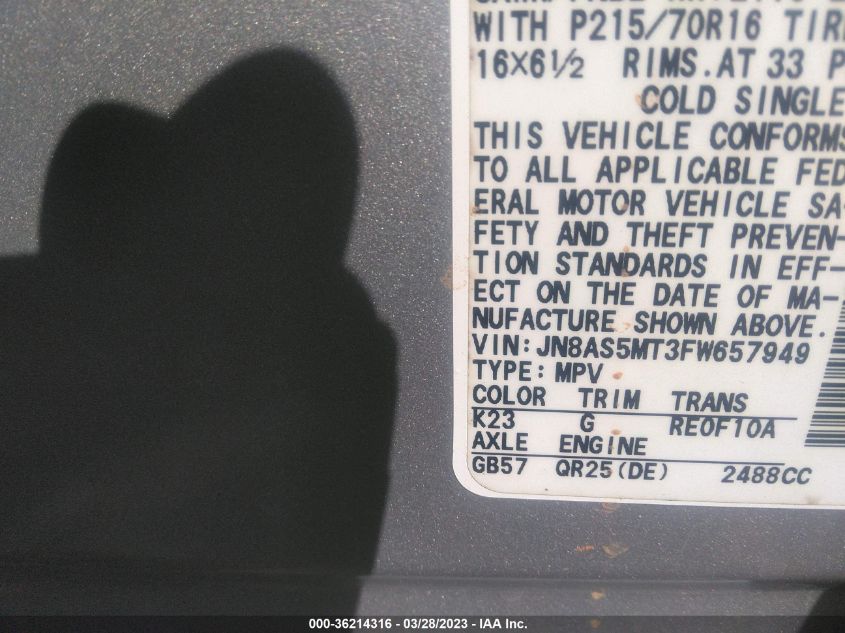 WITH P215/70R16
16×6½ RIMS.AT 33
COLD SINGLE
THIS VEHICLE CONFORMS
TO ALL APPLICABLE FED
ERAL MOTOR VEHICLE SA-
FETY AND THEFT PREVEN-
TION STANDARDS IN EFF-
ECT ON THE DATE OF MA-
NUFACTURE SHOWN ABOVE.
VIN: JN8AS5MT3FW657949
TYPE: MPV
COLOR TRIM TRANS
K23 G RE0F10A
AXLE ENGINE
GB57 QR25(DE) 2488CC
000-36214316 — 03/28/2023 — IAA Inc.